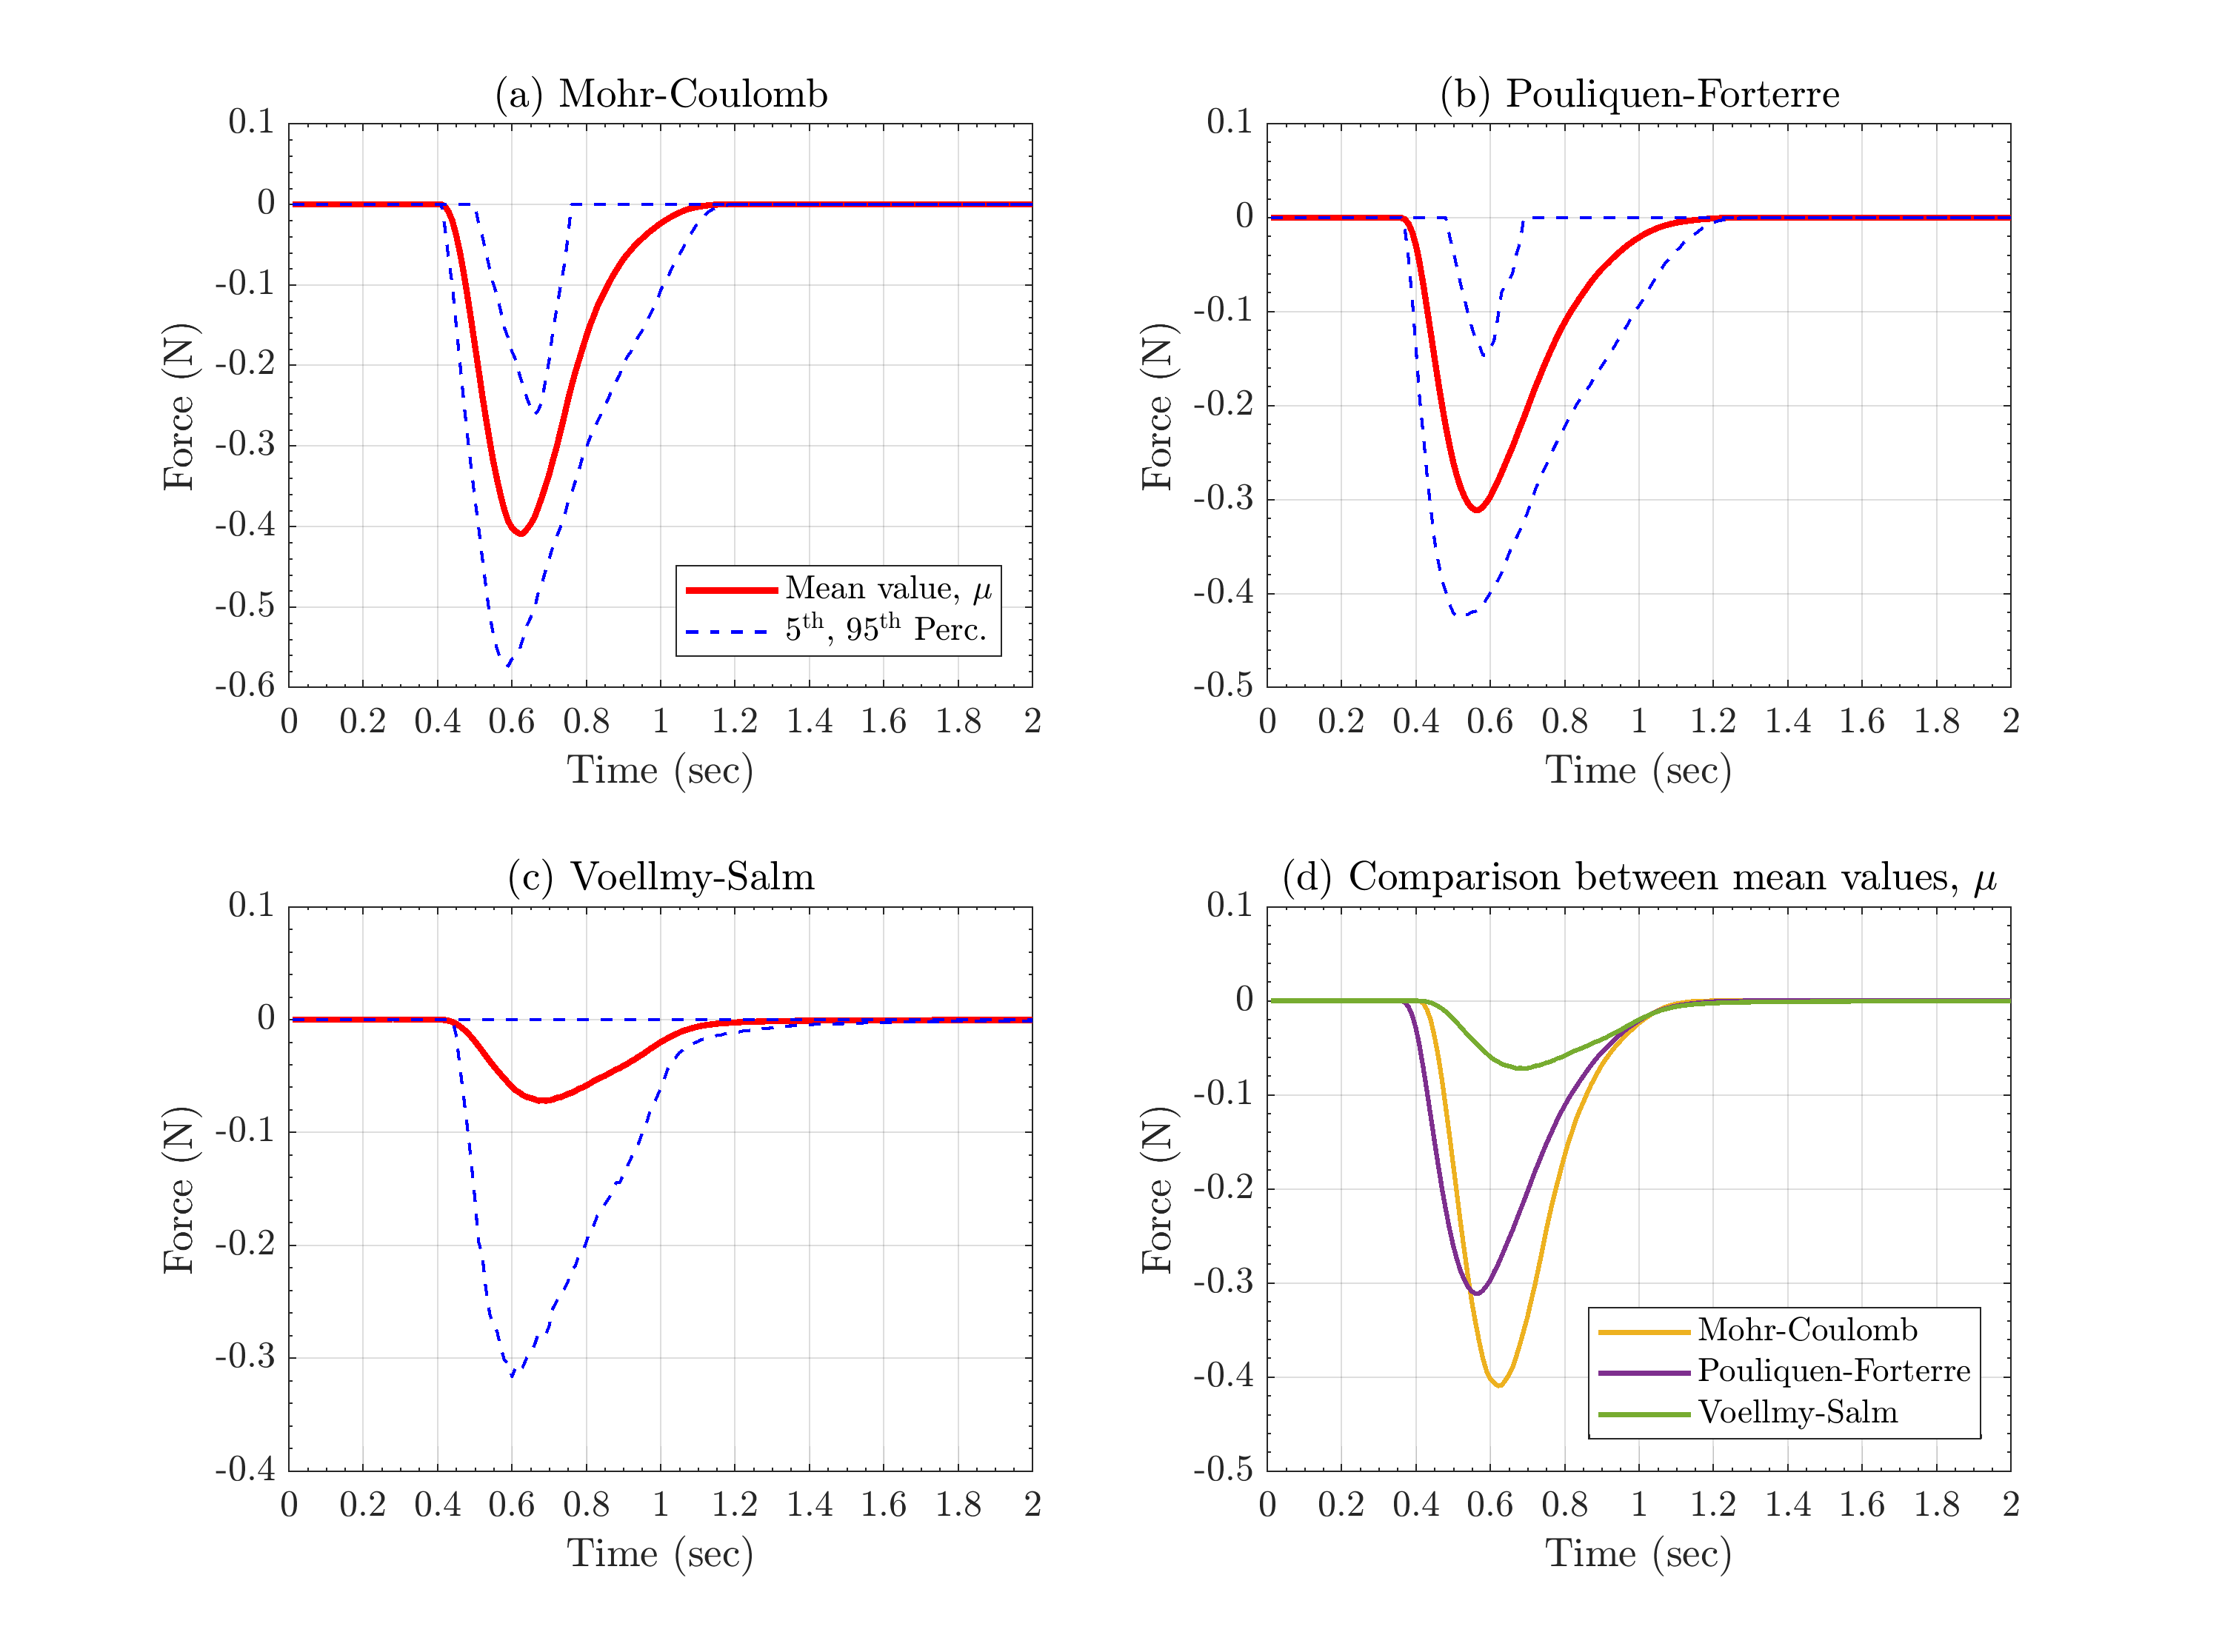 (a) Mohr-Coulomb
0.1
0
-0.1
-0.2
-0.3
-0.4
-0.5
-0.6
Force (N)
0 0.2 0.4 0.6 0.8 1 1.2 1.4 1.6 1.8 2
Time (sec)
Mean value, μ
5th, 95th Perc.
(b) Pouliquen-Forterre
0.1
0
-0.1
-0.2
-0.3
-0.4
-0.5
Force (N)
0 0.2 0.4 0.6 0.8 1 1.2 1.4 1.6 1.8 2
Time (sec)
(c) Voellmy-Salm
0.1
0
-0.1
-0.2
-0.3
-0.4
Force (N)
0 0.2 0.4 0.6 0.8 1 1.2 1.4 1.6 1.8 2
Time (sec)
(d) Comparison between mean values, μ
0.1
0
-0.1
-0.2
-0.3
-0.4
-0.5
Force (N)
0 0.2 0.4 0.6 0.8 1 1.2 1.4 1.6 1.8 2
Time (sec)
Mohr-Coulomb
Pouliquen-Forterre
Voellmy-Salm